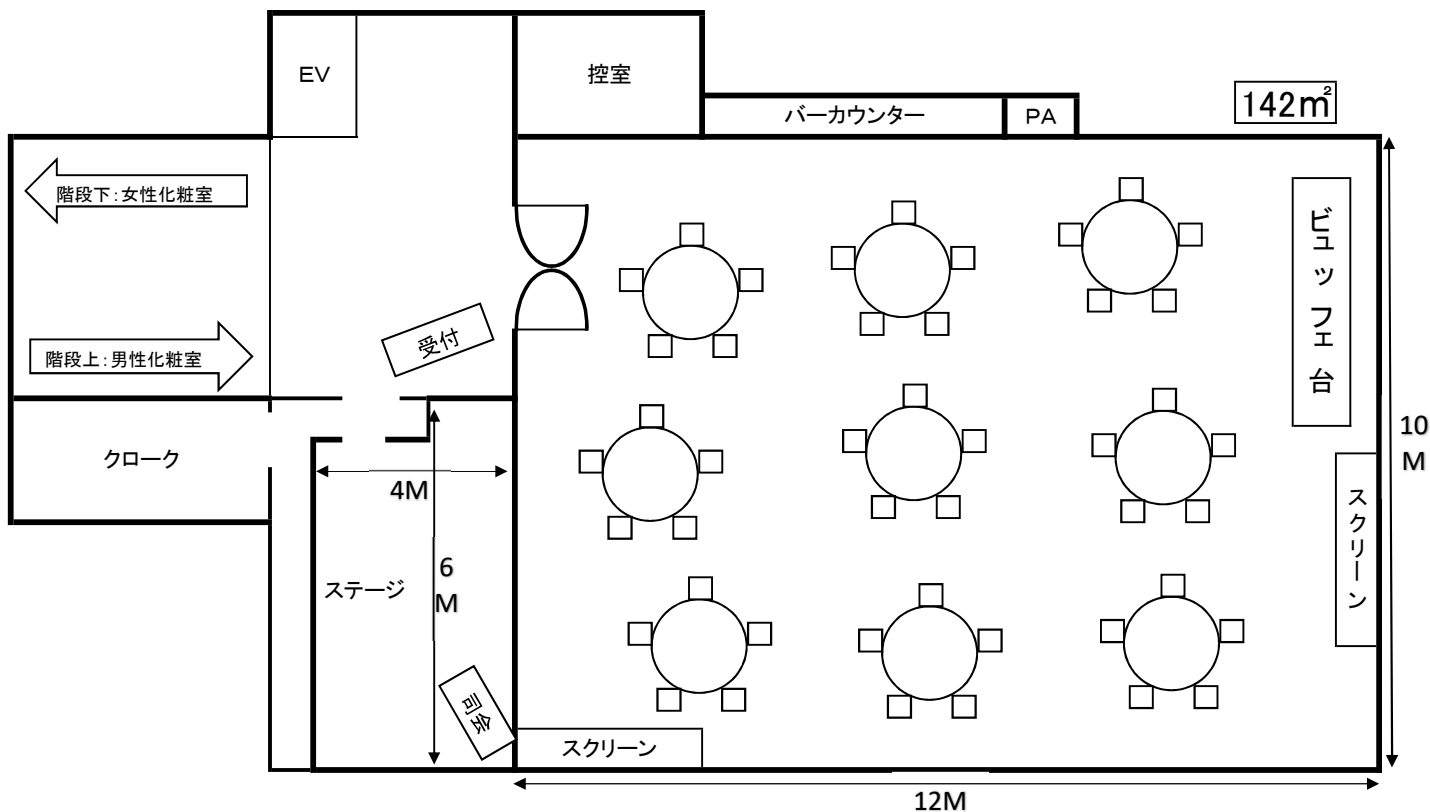 EV
控室
バーカウンター
PA
142㎡
階段下：女性化粧室
階段上：男性化粧室
受付
ビュッフェ台
クローク
4M
6
M
ステージ
司会
スクリーン
スクリーン
10
M
12M